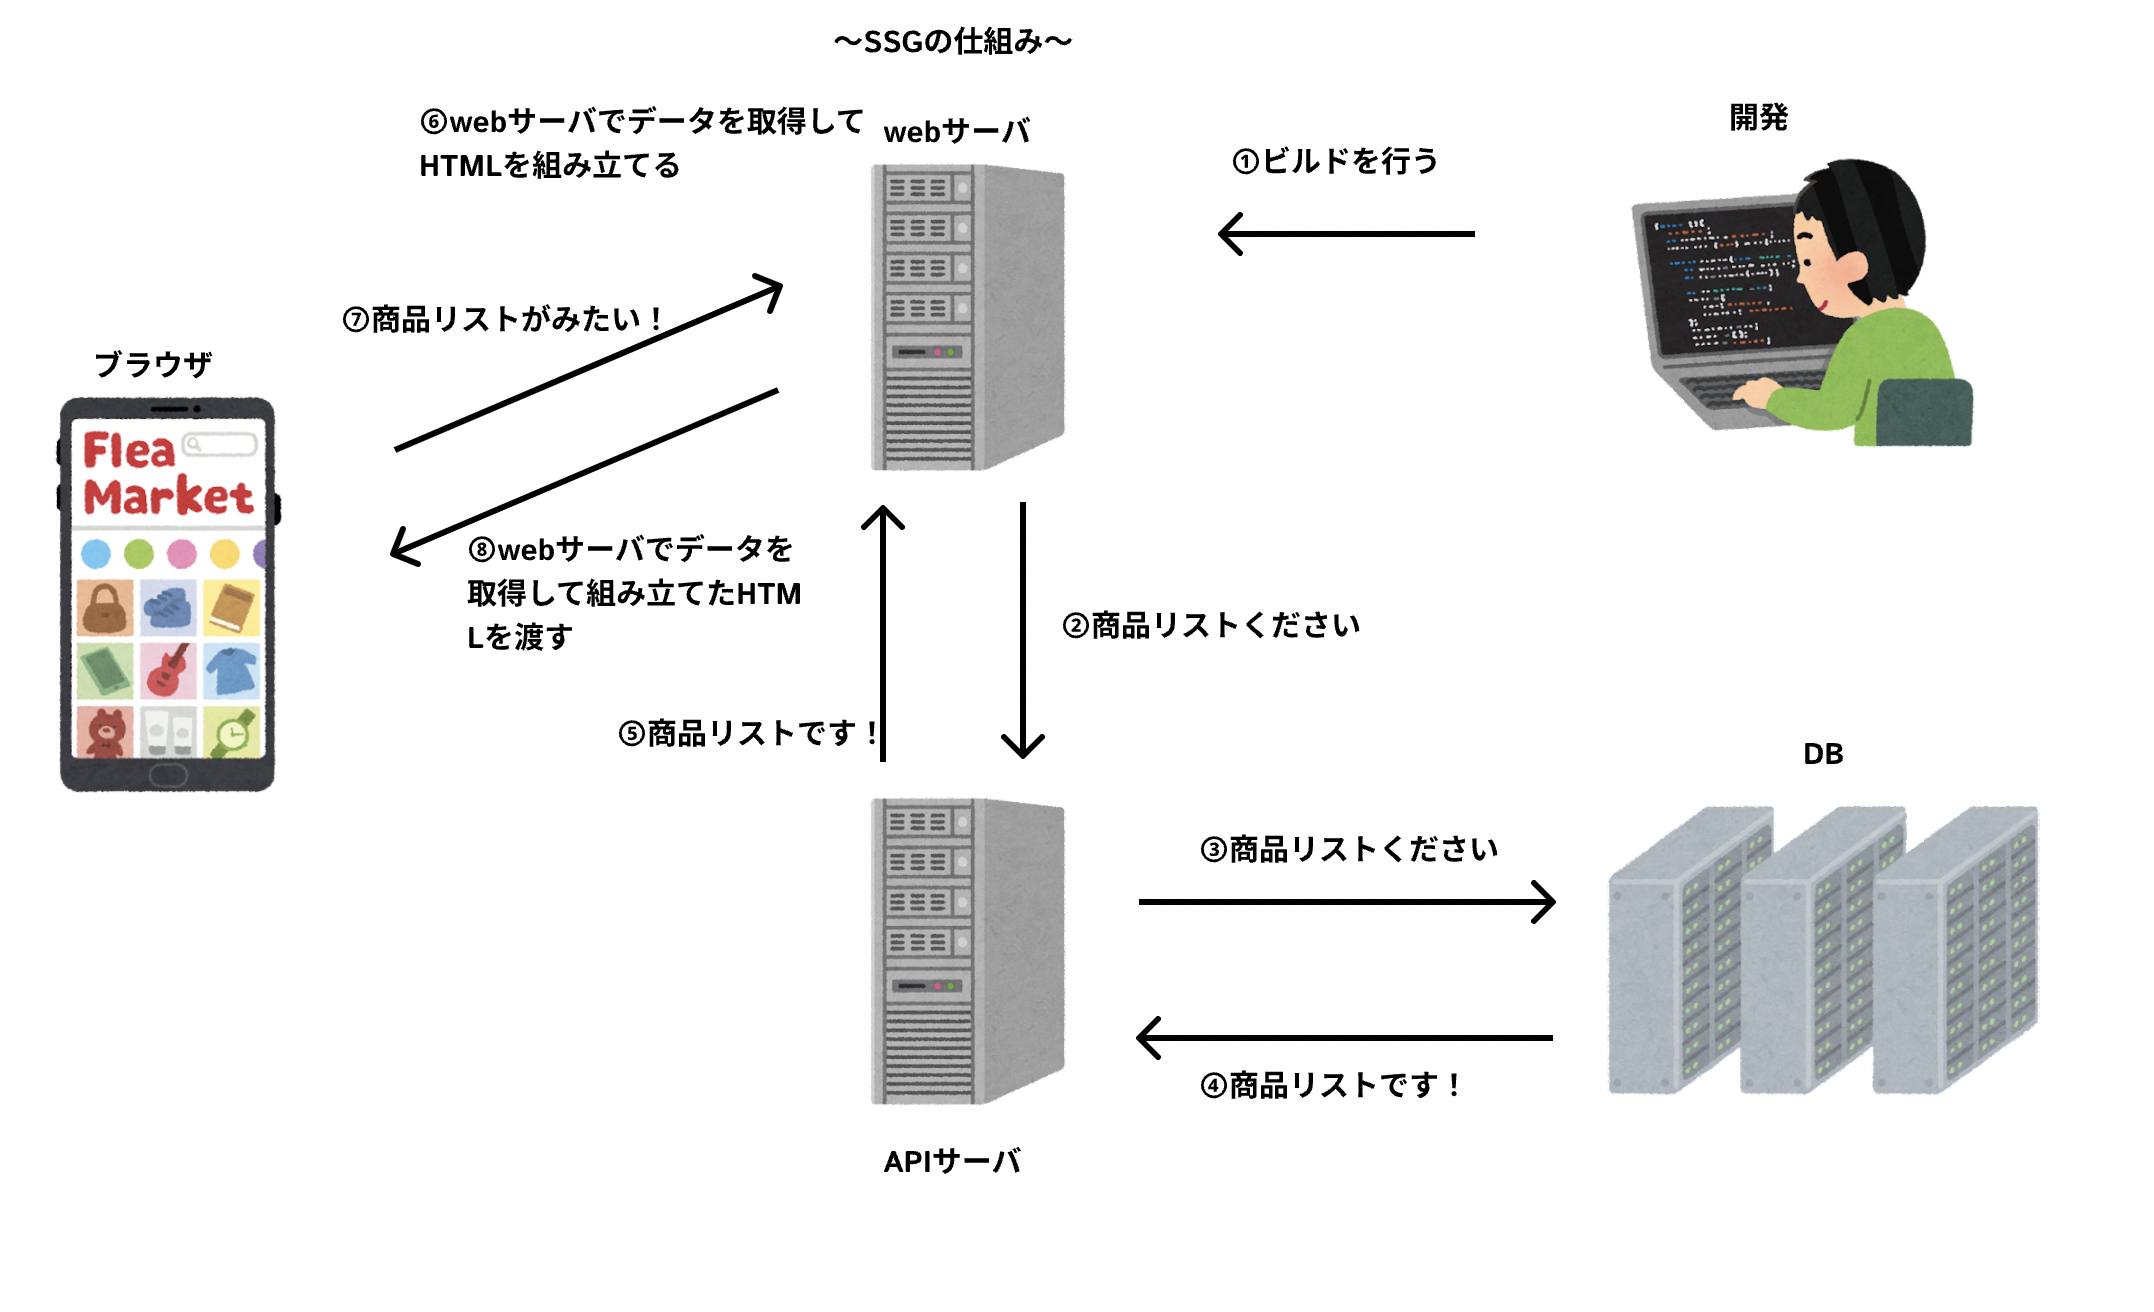 〜SSGの仕組み〜
⑥webサーバでデータを取得して
HTMLを組み立てる
webサーバ
①ビルドを行う
開発
⑦商品リストがみたい！
ブラウザ
Flea
Market
⑧webサーバでデータを
取得して組み立てたHTM
Lを渡す
②商品リストください
⑤商品リストです！
DB
③商品リストください
④商品リストです！
APIサーバ